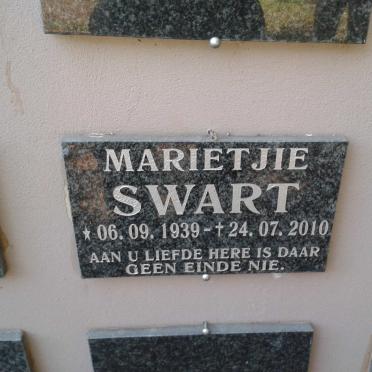 MARIETJIE
SWART
* 06. 09. 1939 - † 24. 07. 2010
AAN U LIEFDE HERE IS DAAR
GEEN EINDE NIE.